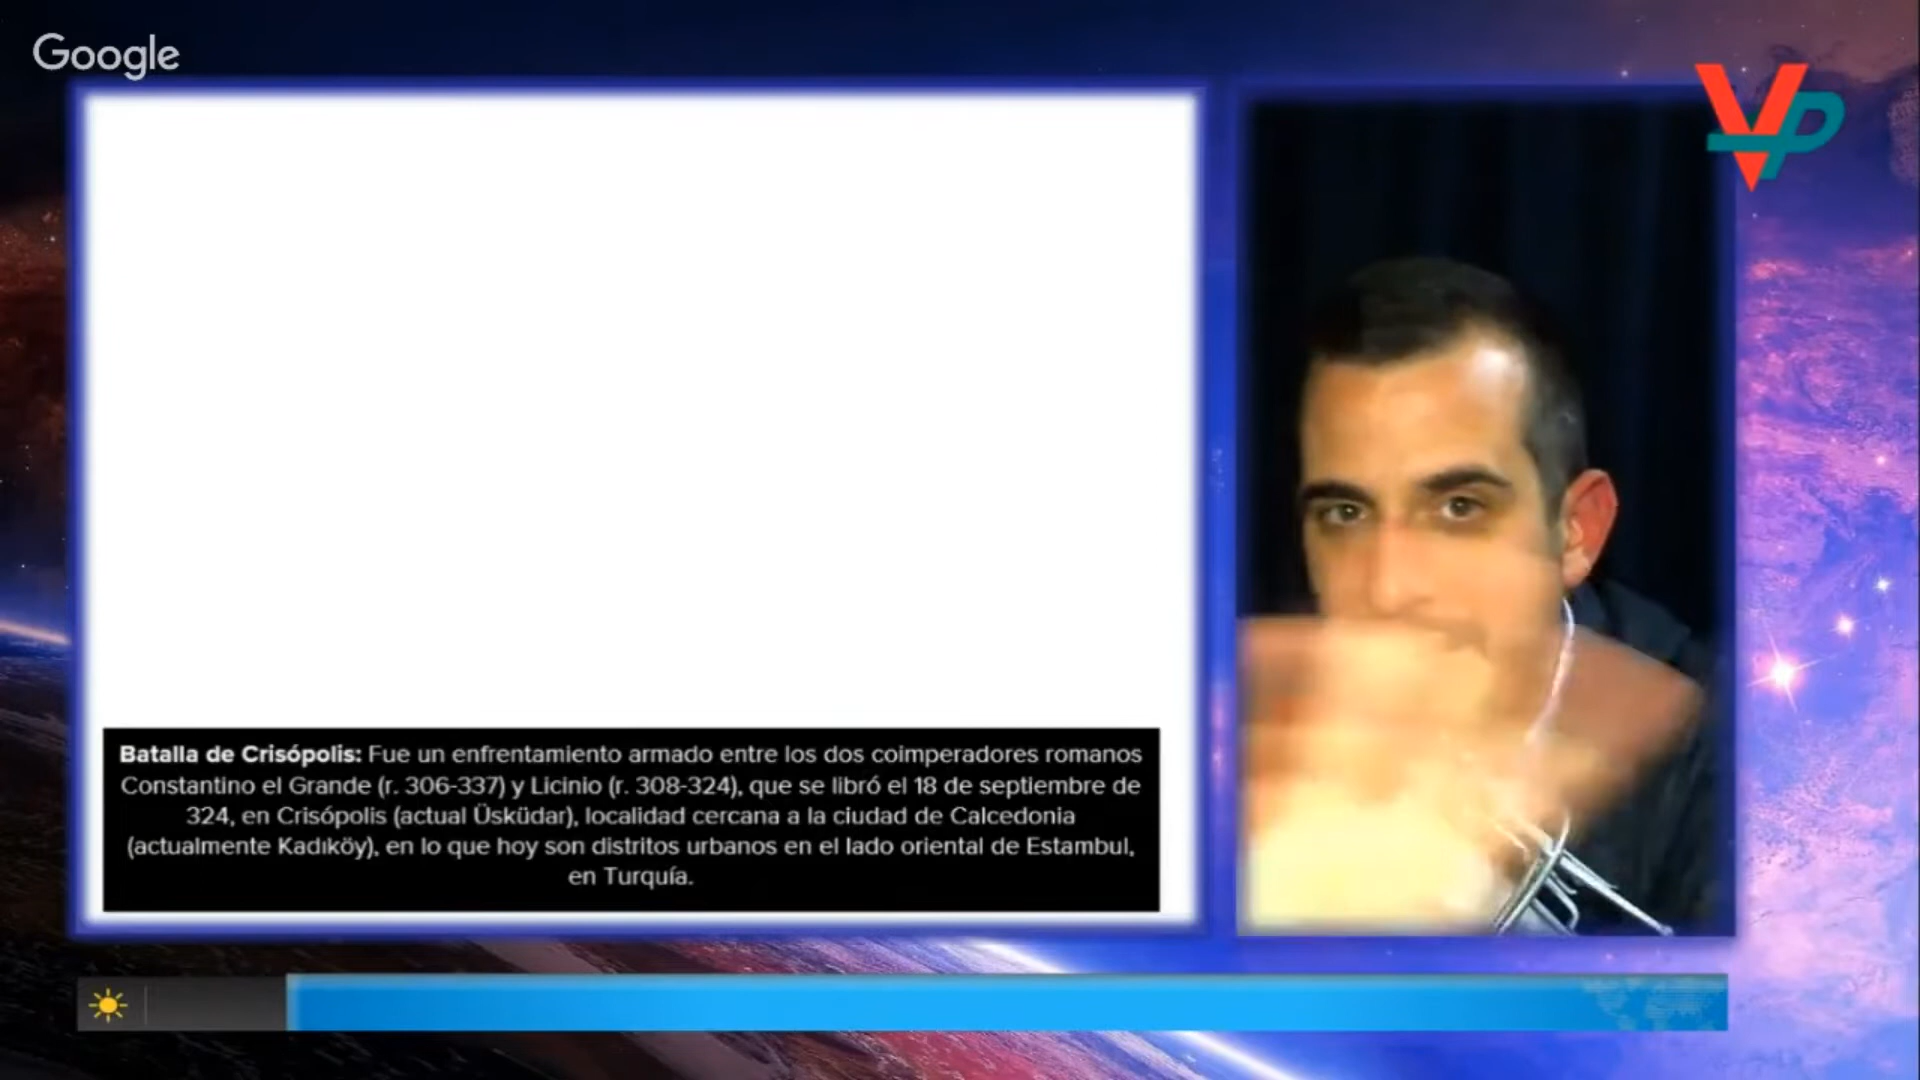 Google
VP
Batalla de Crisópolis: Fue un enfrentamiento armado entre los dos coimperadores romanos
Constantino el Grande (r. 306-337) y Licinio (r. 308-324), que se libró el 18 de septiembre de
324, en Crisópolis (actual Üsküdar), localidad cercana a la ciudad de Calcedonia
(actualmente Kadıköy), en lo que hoy son distritos urbanos en el lado oriental de Estambul,
en Turquía.